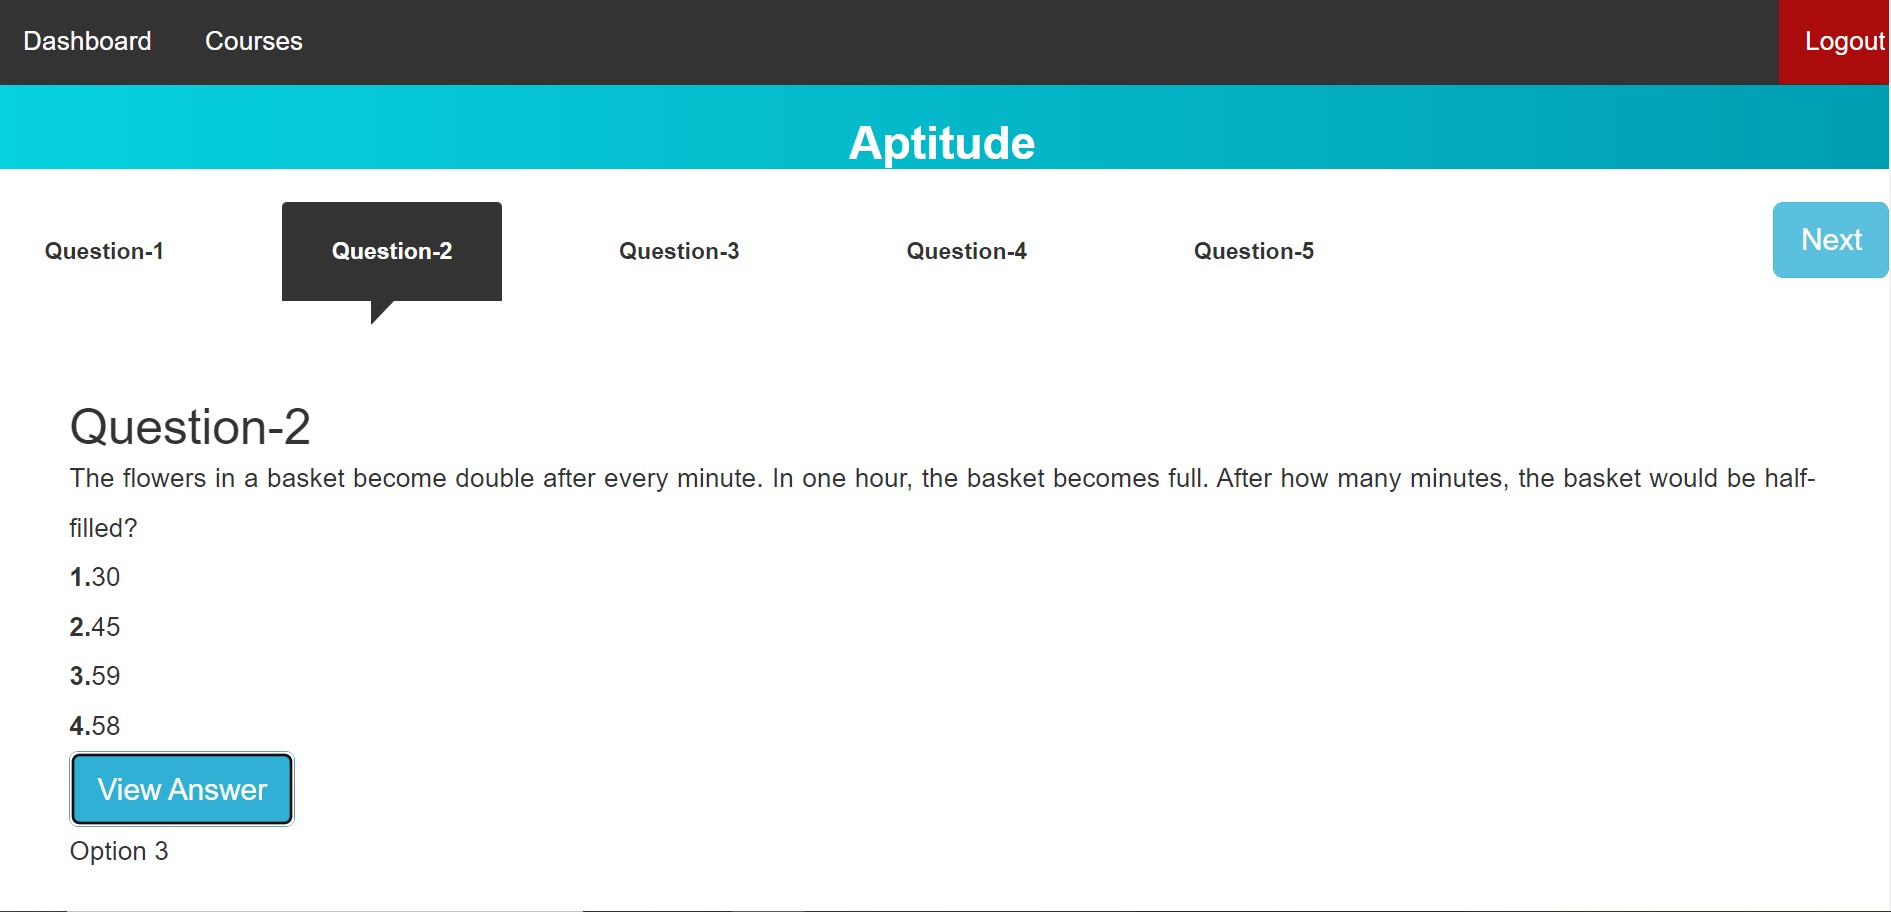 Dashboard Courses Logout
Aptitude
Question-1 Question-2 Question-3 Question-4 Question-5 Next
Question-2
The flowers in a basket become double after every minute. In one hour, the basket becomes full. After how many minutes, the basket would be half-
filled?
1.30
2.45
3.59
4.58
View Answer
Option 3